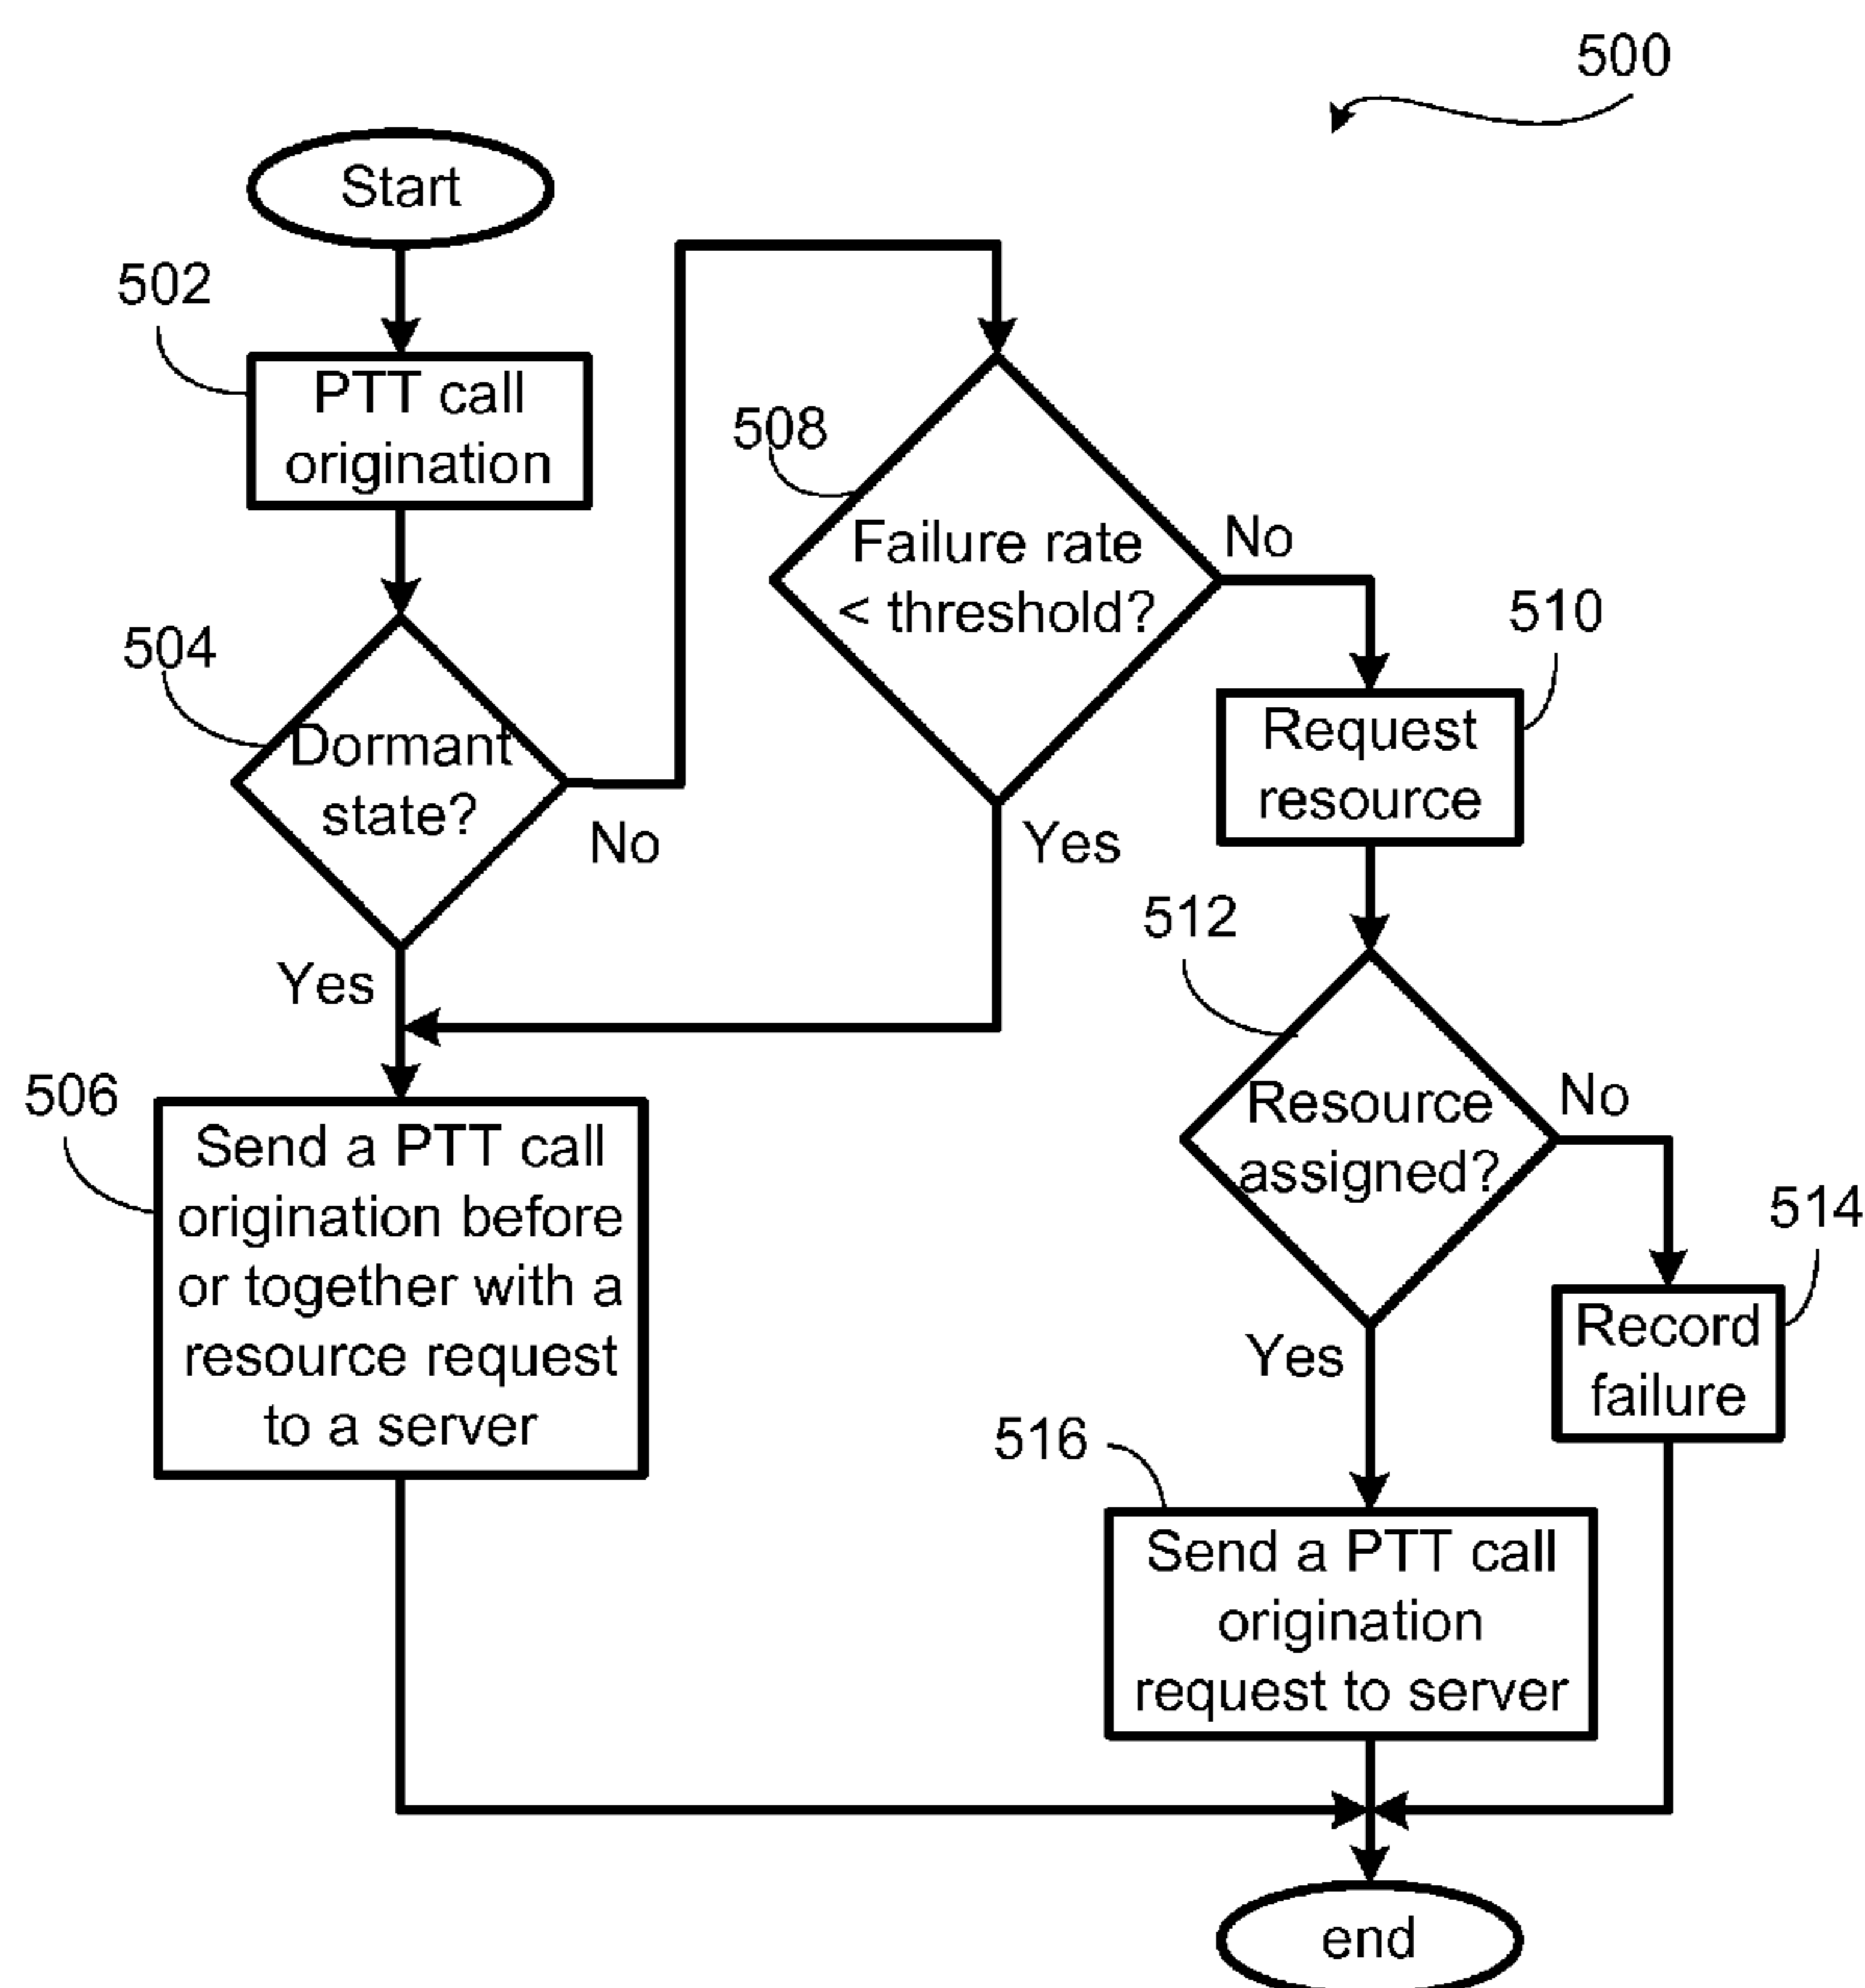 500
Start
502
PTT call
origination
504
Dormant
state?
No
Yes
508
Failure rate
< threshold?
No
Yes
510
Request
resource
512
Resource
assigned?
No
Yes
514
Record
failure
506
Send a PTT call
origination before
or together with a
resource request
to a server
516
Send a PTT call
origination
request to server
end